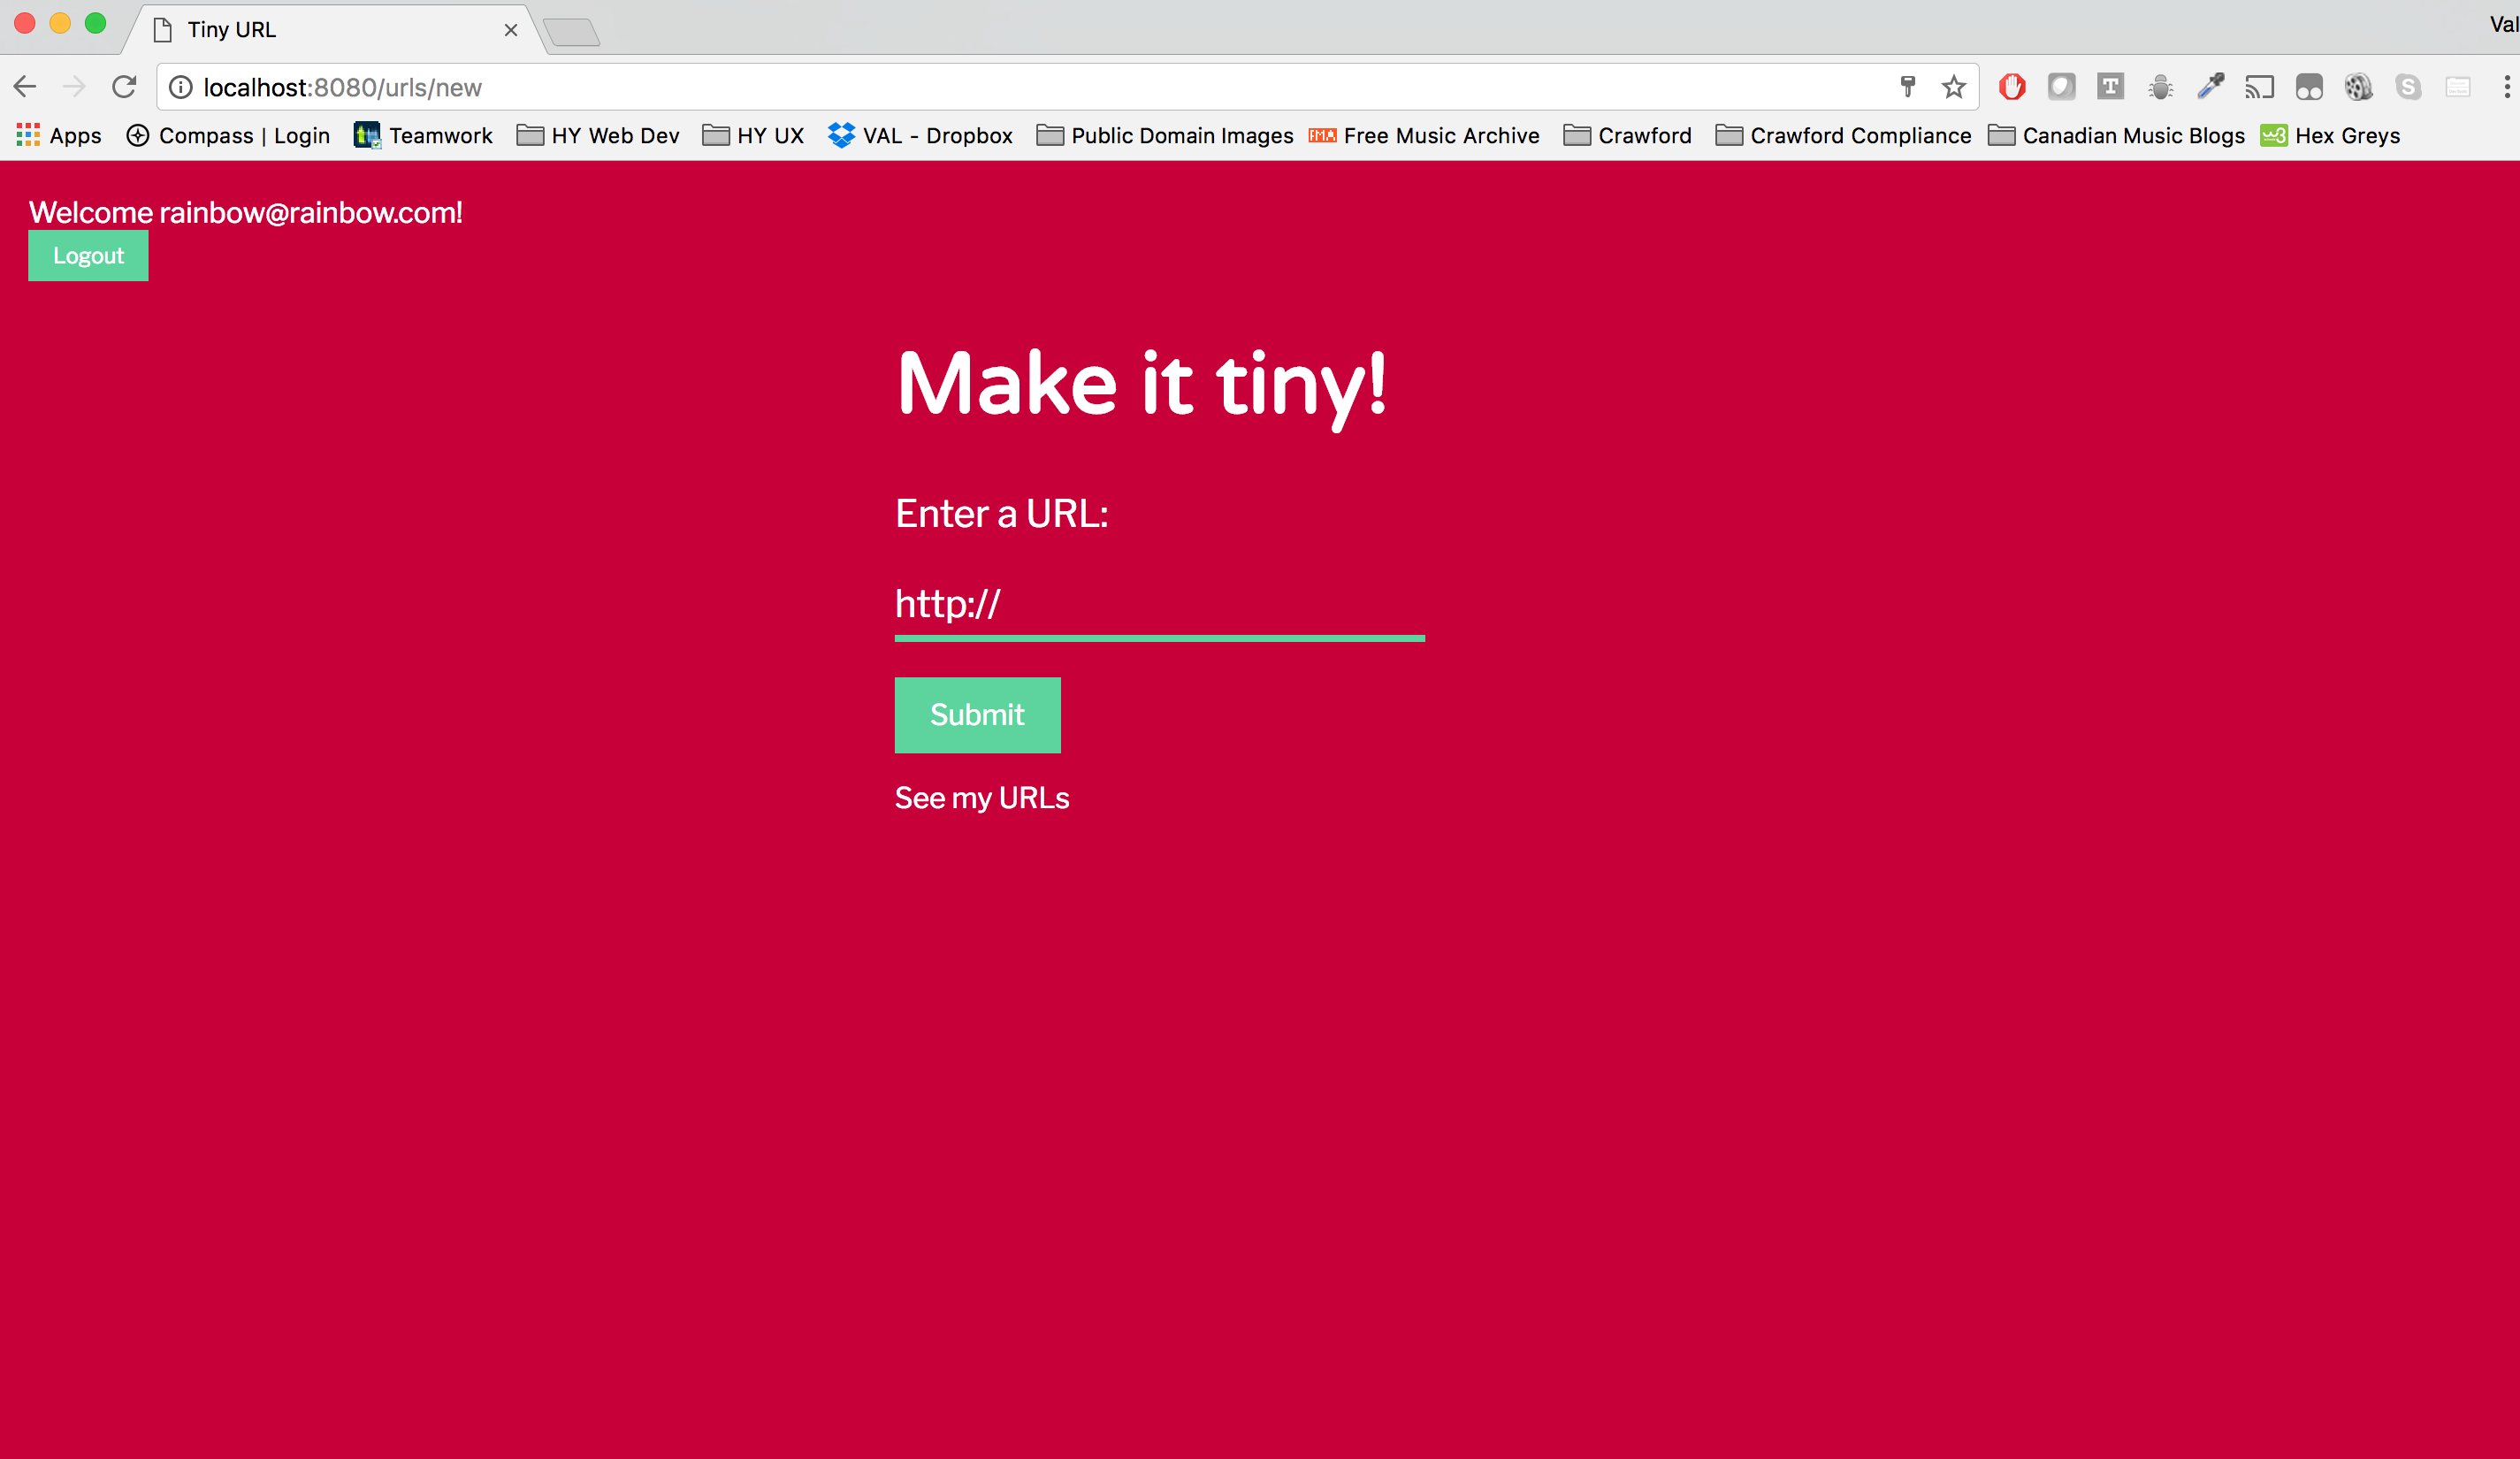 Tiny URL
Val
localhost:8080/urls/new
Apps Compass | Login Teamwork HY Web Dev HY UX VAL - Dropbox Public Domain Images FMA Free Music Archive Crawford Crawford Compliance Canadian Music Blogs w3 Hex Greys
Welcome rainbow@rainbow.com!
Logout
Make it tiny!
Enter a URL:
http://
Submit
See my URLs